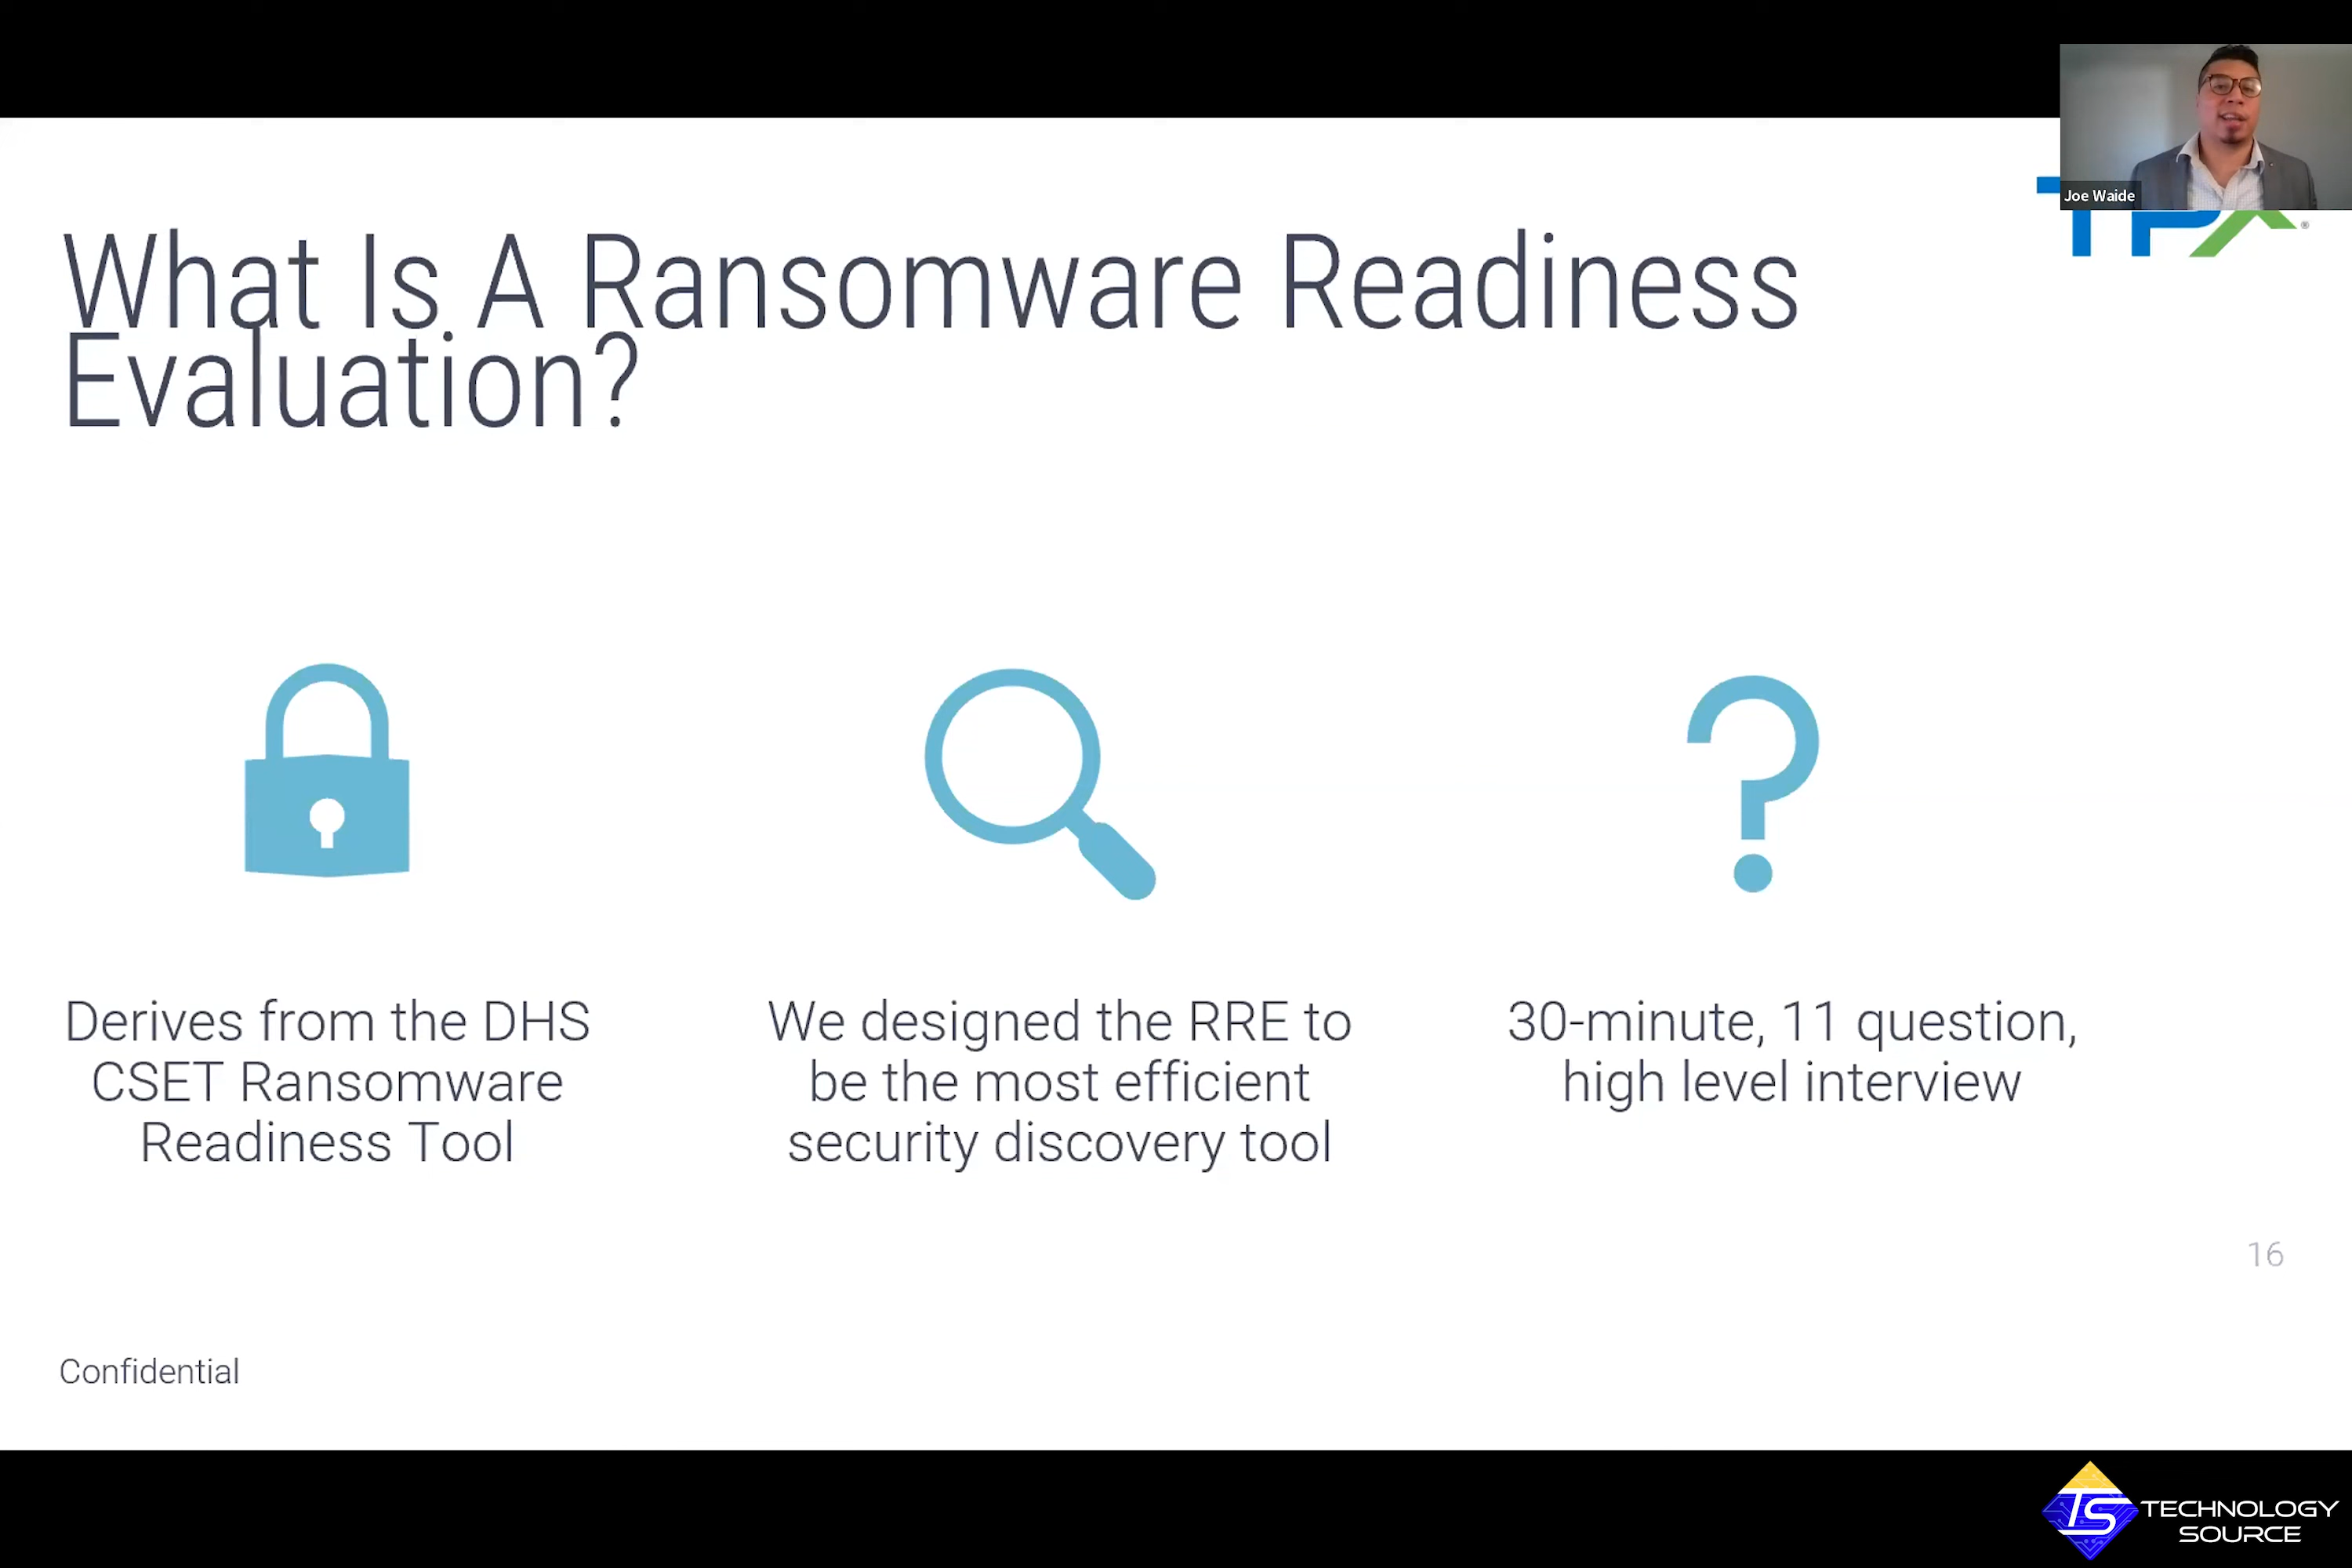 Joe Waide
TPx
®
What Is A Ransomware Readiness
Evaluation?
Derives from the DHS
CSET Ransomware
Readiness Tool
We designed the RRE to
be the most efficient
security discovery tool
30-minute, 11 question,
high level interview
16
Confidential
TS
TECHNOLOGY
SOURCE